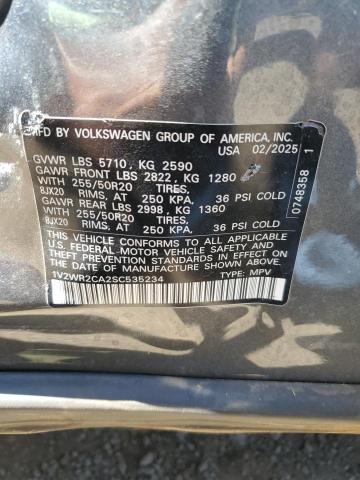 MFD BY VOLKSWAGEN GROUP OF AMERICA, INC.
USA 02/2025
GVWR LBS 5710, KG 2590
GAWR FRONT LBS 2822, KG 1280
WITH 255/50R20 TIRES,
8JX20 RIMS, AT 250 KPA. 36 PSI COLD
GAWR REAR LBS 2998, KG 1360
WITH 255/50R20 TIRES,
8JX20 RIMS, AT 250 KPA. 36 PSI COLD
THIS VEHICLE CONFORMS TO ALL APPLICABLE
FEDERAL MOTOR VEHICLE SAFETY AND
THEFT PREVENTION STANDARDS IN EFFECT ON THE
DATE OF MANUFACTURE SHOWN ABOVE.
1V2WR2CA2SC535234 TYPE: MPV
0748358 1